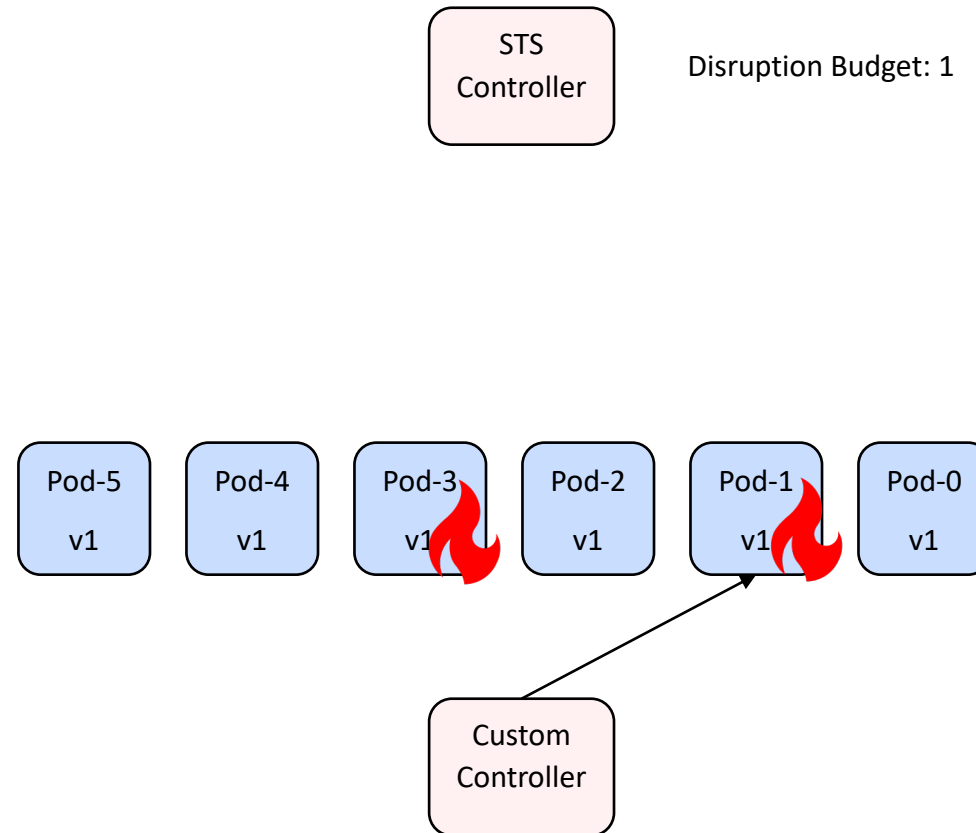 STS
Controller
Disruption Budget: 1
Pod-5
v1
Pod-4
v1
Pod-3
v1
Pod-2
v1
Pod-1
v1
Pod-0
v1
Custom
Controller